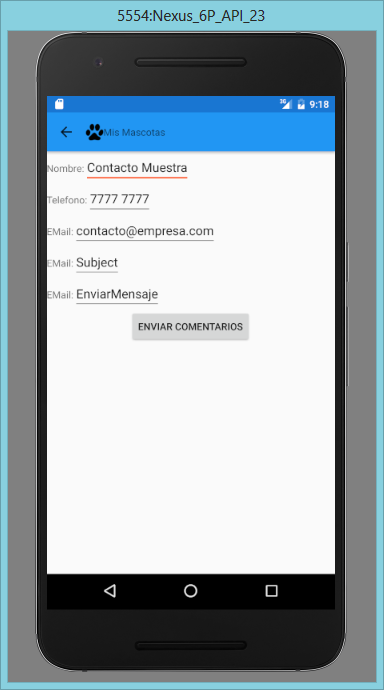 5554:Nexus_6P_API_23
3G 9:18
Mis Mascotas
Nombre: Contacto Muestra
Telefono: 7777 7777
EMail: contacto@empresa.com
EMail: Subject
EMail: EnviarMensaje
ENVIAR COMENTARIOS